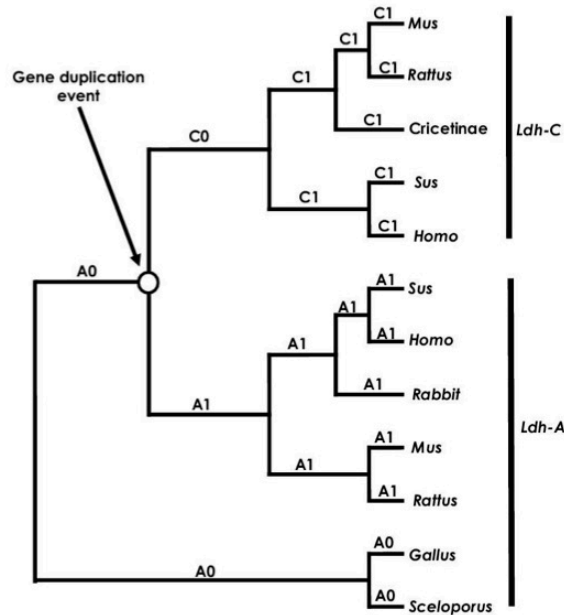 C1
Mus
C1
C1
Rattus
Gene duplication
event
C1
C1
Cricetinae
Ldh-C
C0
C1
Sus
C1
C1
Homo
A0
A1
Sus
A1
A1
Homo
A1
A1
Rabbit
A1
Ldh-A
A1
Mus
A1
A1
Rattus
A0
Gallus
A0
A0
Sceloporus